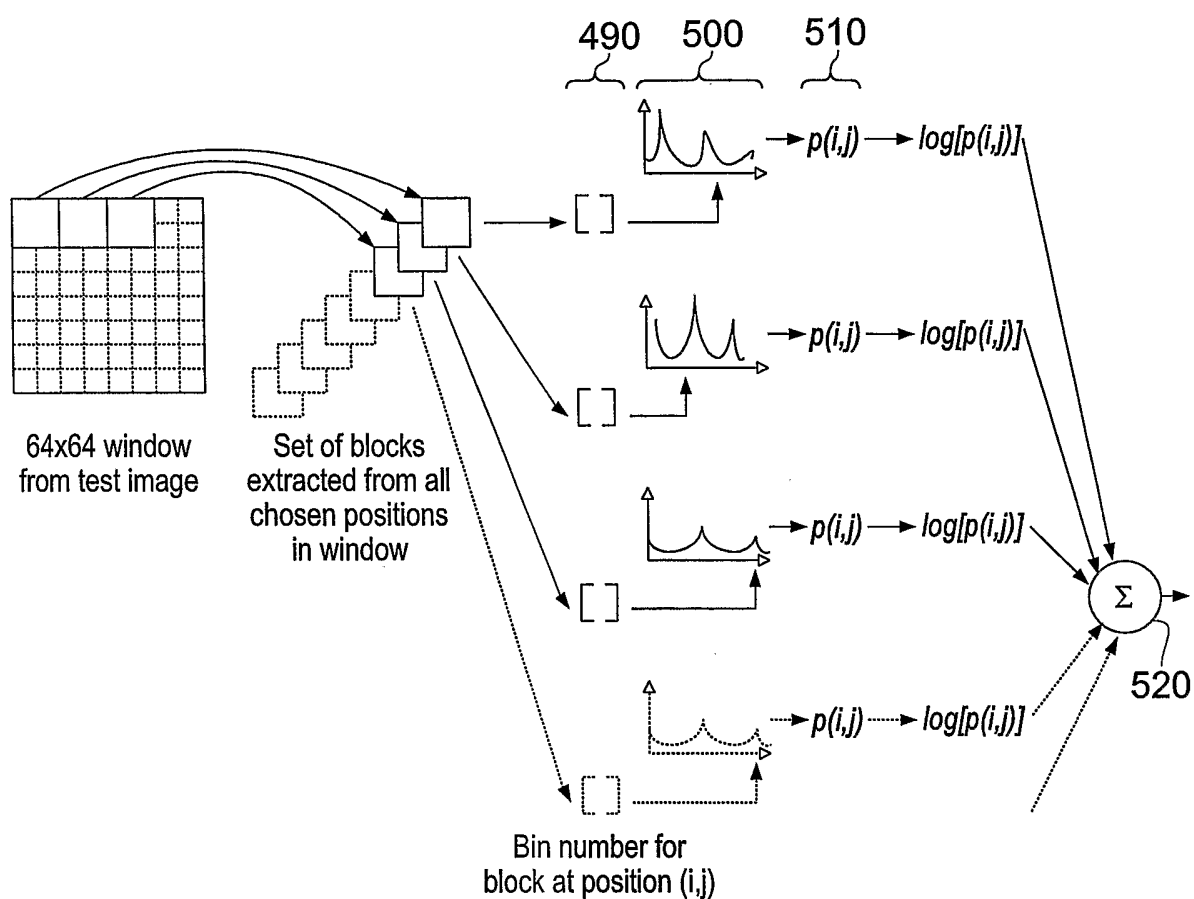 490
500
510
p(i,j)
log[p(i,j)]
p(i,j)
log[p(i,j)]
64x64 window
from test image
Set of blocks
extracted from all
chosen positions
in window
p(i,j)
log[p(i,j)]
Σ
520
p(i,j)
log[p(i,j)]
Bin number for
block at position (i,j)